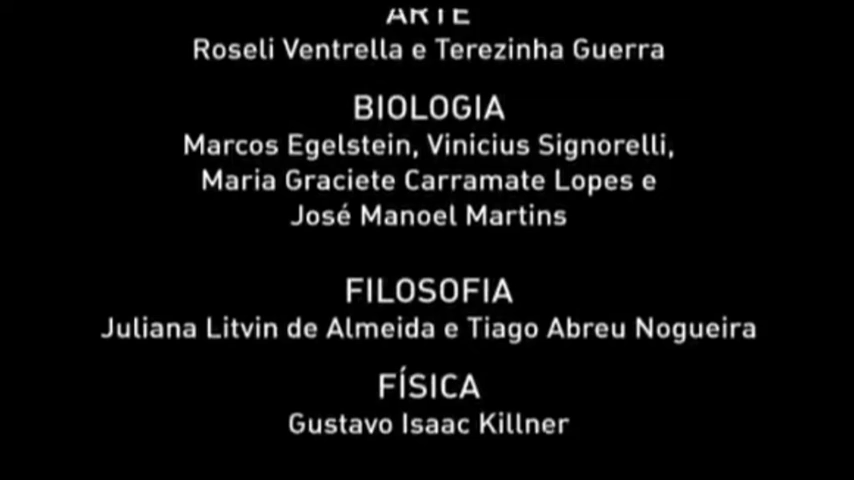 ARTE
Roseli Ventrella e Terezinha Guerra
BIOLOGIA
Marcos Egelstein, Vinicius Signorelli,
Maria Graciete Carramate Lopes e
José Manoel Martins
FILOSOFIA
Juliana Litvin de Almeida e Tiago Abreu Nogueira
FÍSICA
Gustavo Isaac Killner